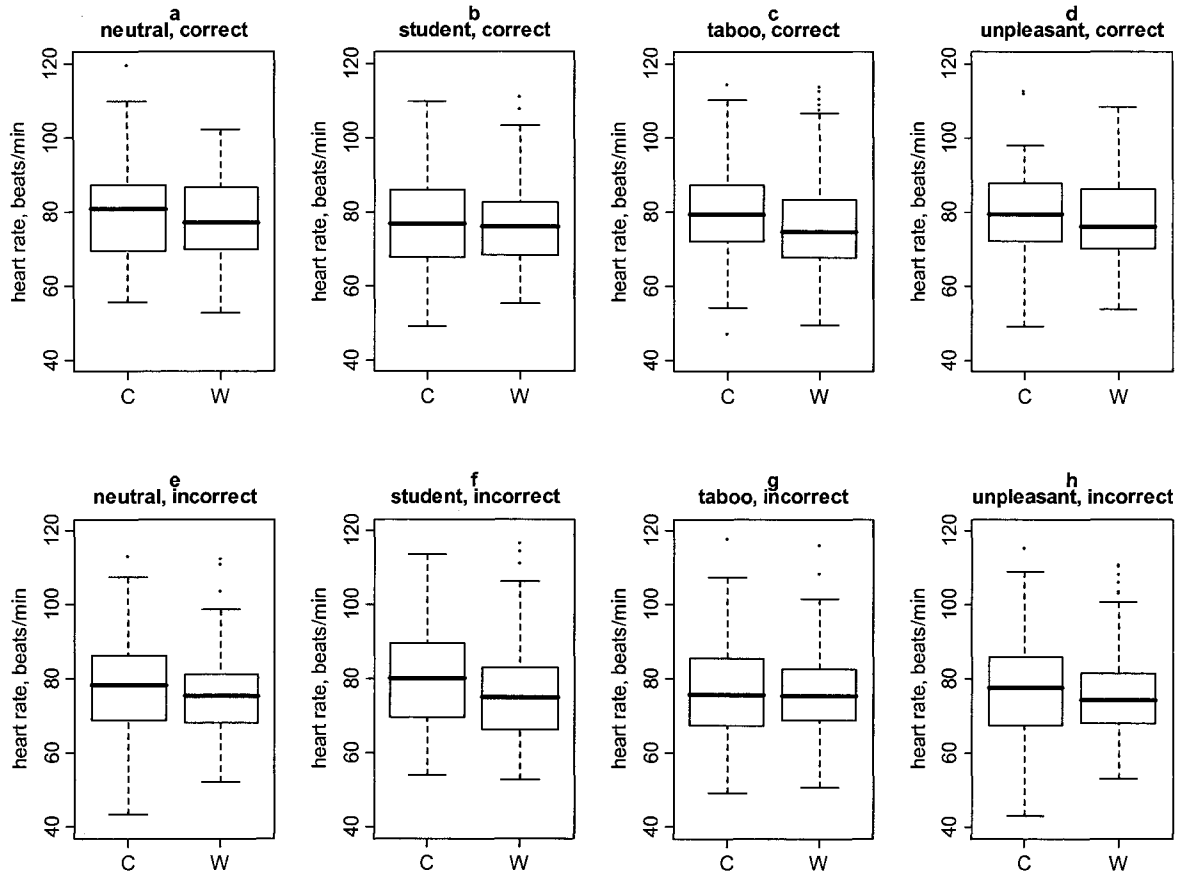 a
neutral, correct
heart rate, beats/min
120
100
80
60
40
C W
b
student, correct
heart rate, beats/min
120
100
80
60
40
C W
c
taboo, correct
heart rate, beats/min
120
100
80
60
40
C W
d
unpleasant, correct
heart rate, beats/min
120
100
80
60
40
C W
e
neutral, incorrect
heart rate, beats/min
120
100
80
60
40
C W
f
student, incorrect
heart rate, beats/min
120
100
80
60
40
C W
g
taboo, incorrect
heart rate, beats/min
120
100
80
60
40
C W
h
unpleasant, incorrect
heart rate, beats/min
120
100
80
60
40
C W